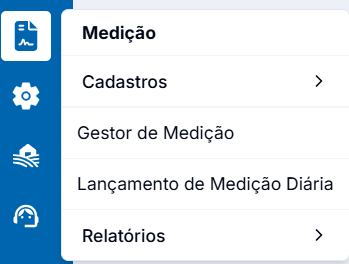 Medição
Cadastros
Gestor de Medição
Lançamento de Medição Diária
Relatórios